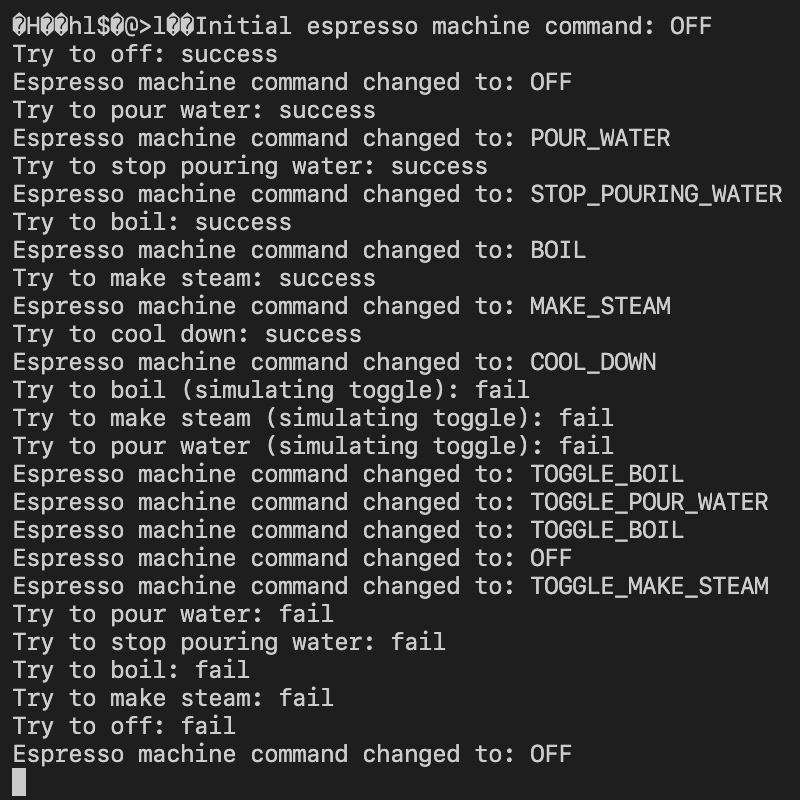 �H��hl$�@>l��Initial espresso machine command: OFF
Try to off: success
Espresso machine command changed to: OFF
Try to pour water: success
Espresso machine command changed to: POUR_WATER
Try to stop pouring water: success
Espresso machine command changed to: STOP_POURING_WATER
Try to boil: success
Espresso machine command changed to: BOIL
Try to make steam: success
Espresso machine command changed to: MAKE_STEAM
Try to cool down: success
Espresso machine command changed to: COOL_DOWN
Try to boil (simulating toggle): fail
Try to make steam (simulating toggle): fail
Try to pour water (simulating toggle): fail
Espresso machine command changed to: TOGGLE_BOIL
Espresso machine command changed to: TOGGLE_POUR_WATER
Espresso machine command changed to: TOGGLE_BOIL
Espresso machine command changed to: OFF
Espresso machine command changed to: TOGGLE_MAKE_STEAM
Try to pour water: fail
Try to stop pouring water: fail
Try to boil: fail
Try to make steam: fail
Try to off: fail
Espresso machine command changed to: OFF